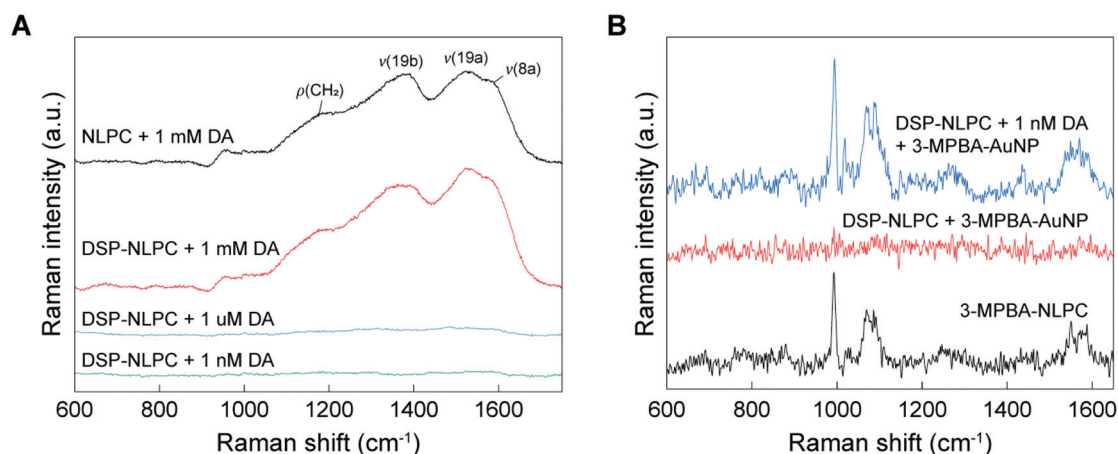 A
Raman intensity (a.u.)
ρ(CH₂)
ν(19b)
ν(19a)
ν(8a)
NLPC + 1 mM DA
DSP-NLPC + 1 mM DA
DSP-NLPC + 1 uM DA
DSP-NLPC + 1 nM DA
600 800 1000 1200 1400 1600
Raman shift (cm⁻¹)
B
Raman intensity (a.u.)
DSP-NLPC + 1 nM DA
+ 3-MPBA-AuNP
DSP-NLPC + 3-MPBA-AuNP
3-MPBA-NLPC
600 800 1000 1200 1400 1600
Raman shift (cm⁻¹)